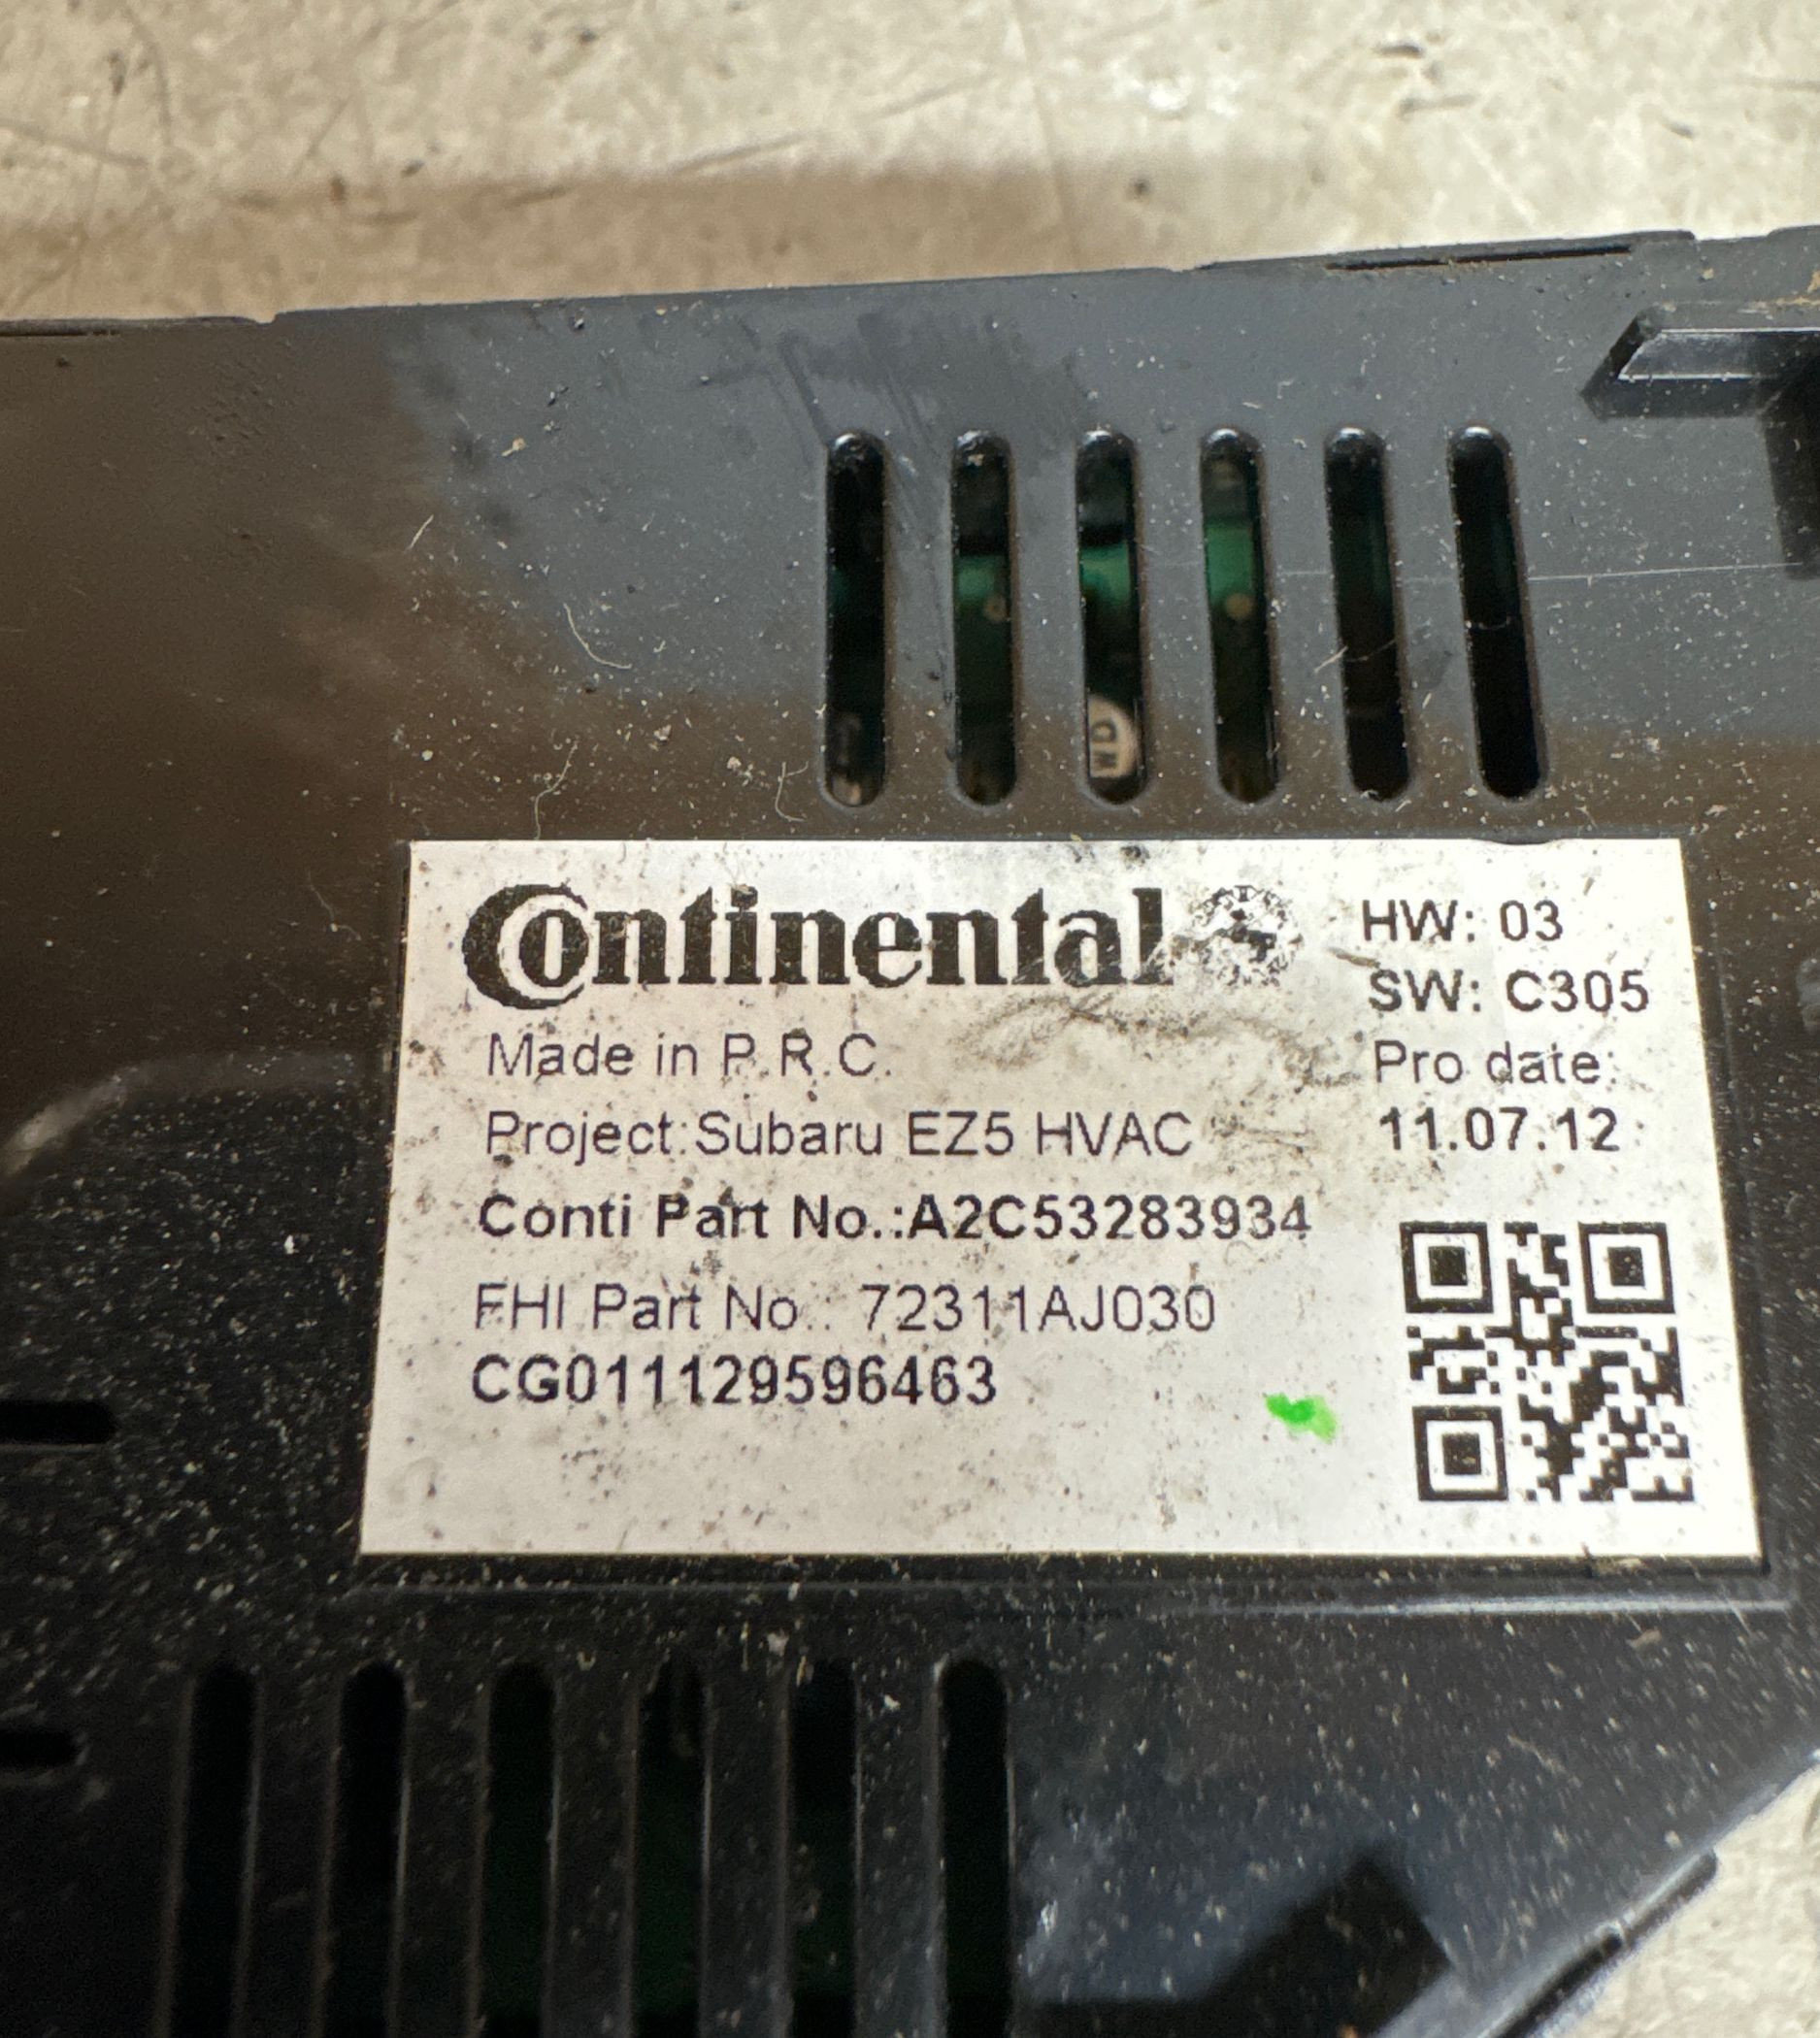 Continental
HW: 03
SW: C305
Made in P.R.C.
Pro date:
11.07.12
Project:Subaru EZ5 HVAC
Conti Part No.:A2C53283934
FHI Part No.: 72311AJ030
CG011129596463